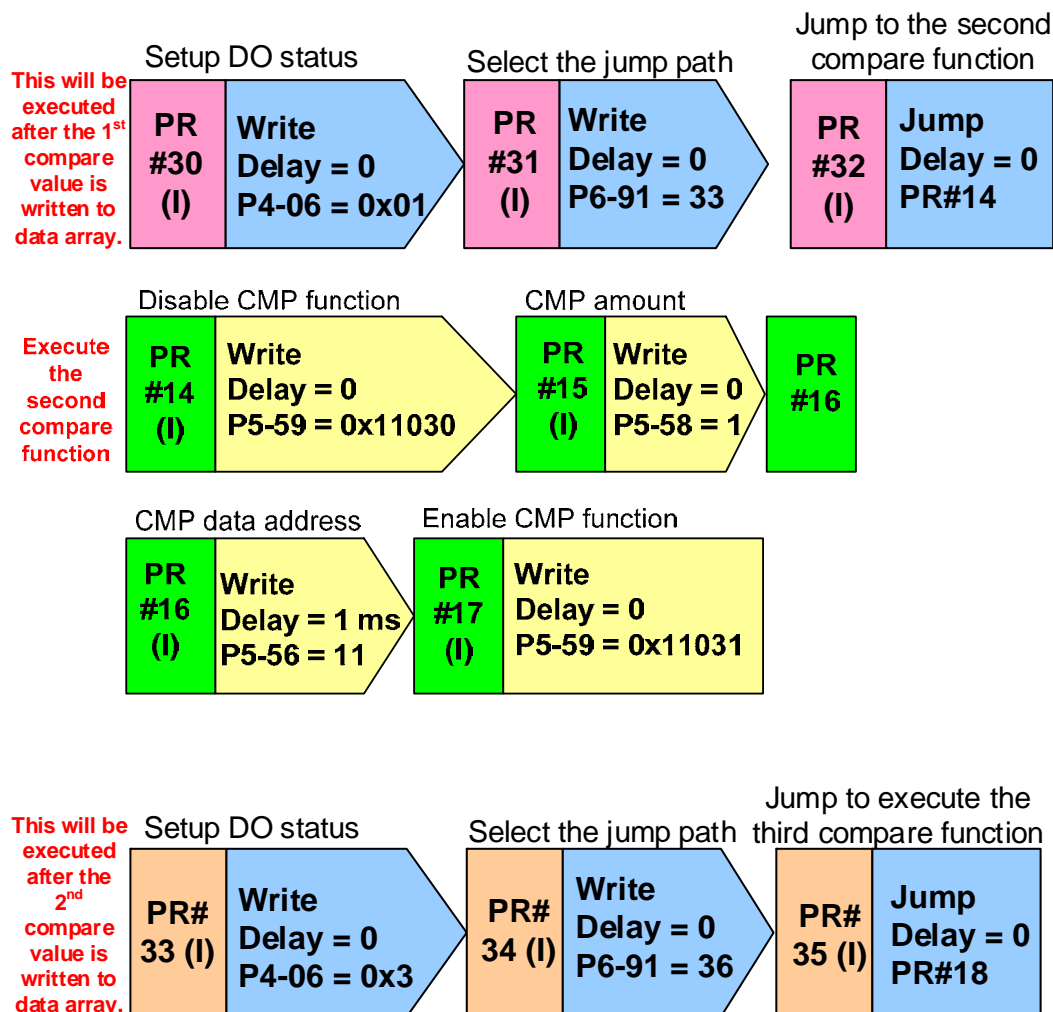 Jump to the second
compare function
Setup DO status
Select the jump path
This will be
executed
after the 1st
compare
value is
written to
data array.
PR
#30
(I)
Write
Delay = 0
P4-06 = 0x01
PR
#31
(I)
Write
Delay = 0
P6-91 = 33
PR
#32
(I)
Jump
Delay = 0
PR#14
Disable CMP function
CMP amount
Execute
the
second
compare
function
PR
#14
(I)
Write
Delay = 0
P5-59 = 0x11030
PR
#15
(I)
Write
Delay = 0
P5-58 = 1
PR
#16
CMP data address
Enable CMP function
PR
#16
(I)
Write
Delay = 1 ms
P5-56 = 11
PR
#17
(I)
Write
Delay = 0
P5-59 = 0x11031
Jump to execute the
third compare function
Setup DO status
Select the jump path
This will be
executed
after the
2nd
compare
value is
written to
data array.
PR#
33 (I)
Write
Delay = 0
P4-06 = 0x3
PR#
34 (I)
Write
Delay = 0
P6-91 = 36
PR#
35 (I)
Jump
Delay = 0
PR#18